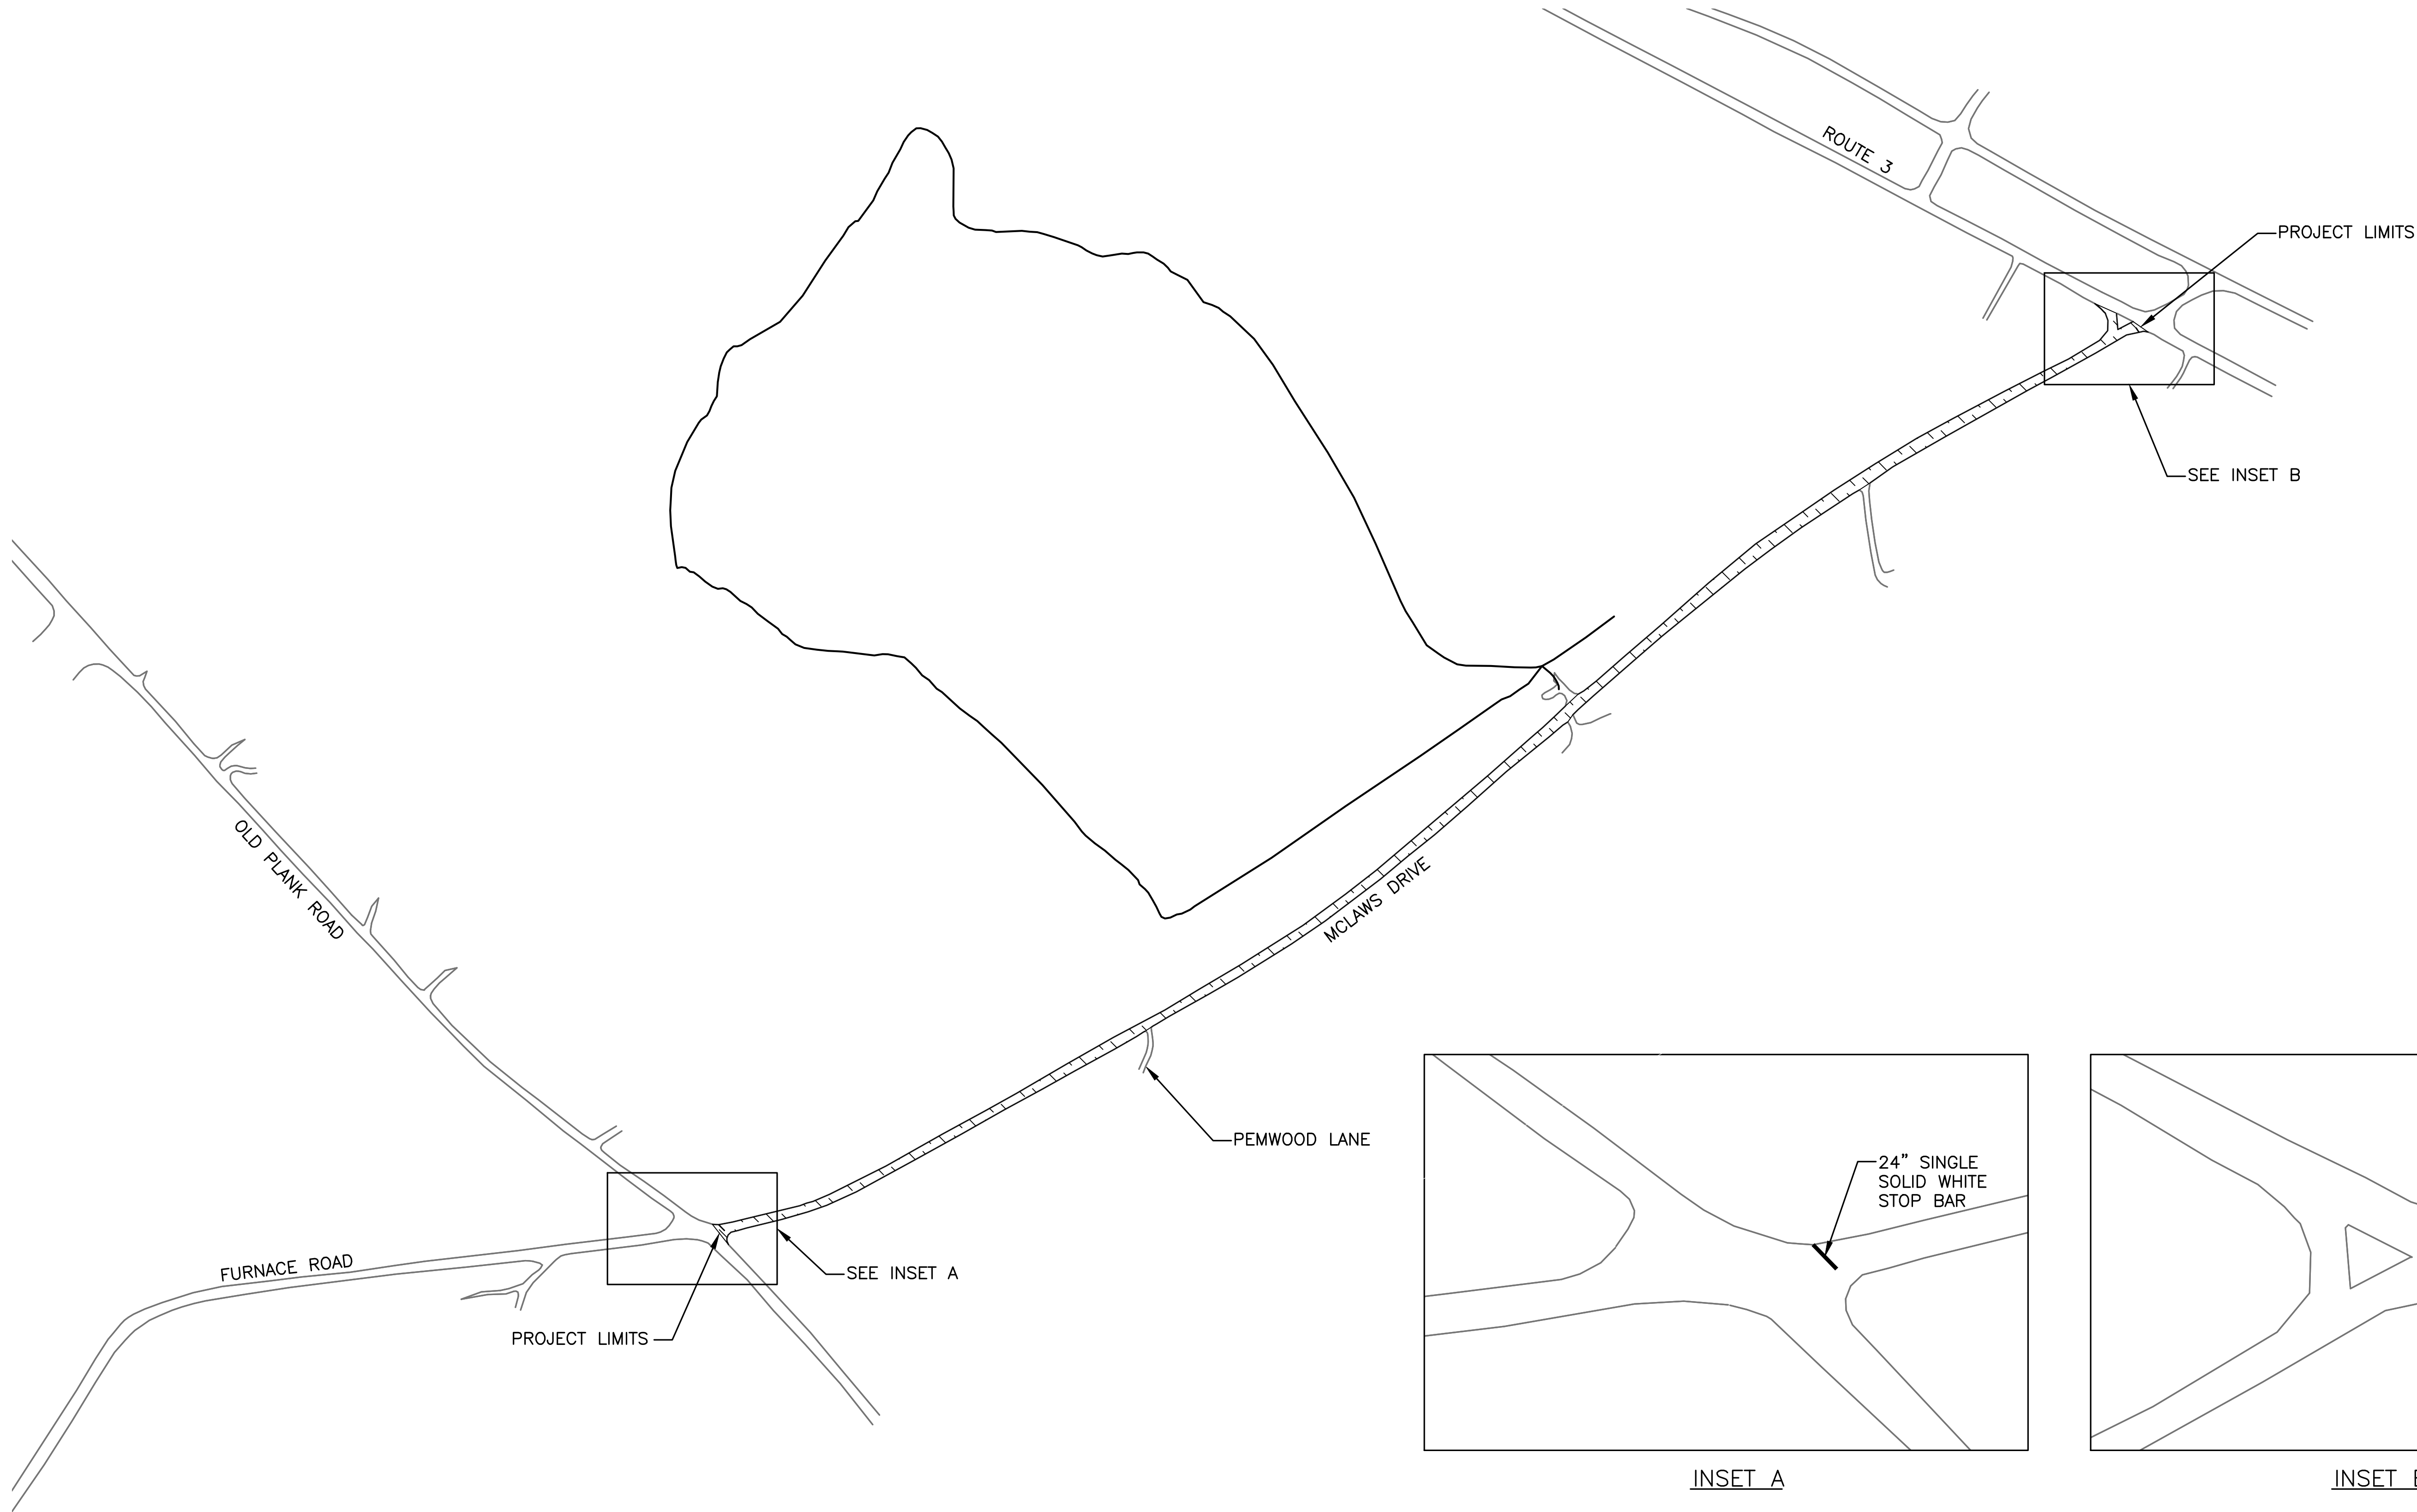 ROUTE 3
PROJECT LIMITS
SEE INSET B
OLD PLANK ROAD
MCLAWS DRIVE
PEMWOOD LANE
24” SINGLE
SOLID WHITE
STOP BAR
FURNACE ROAD
SEE INSET A
PROJECT LIMITS
INSET A
INSET